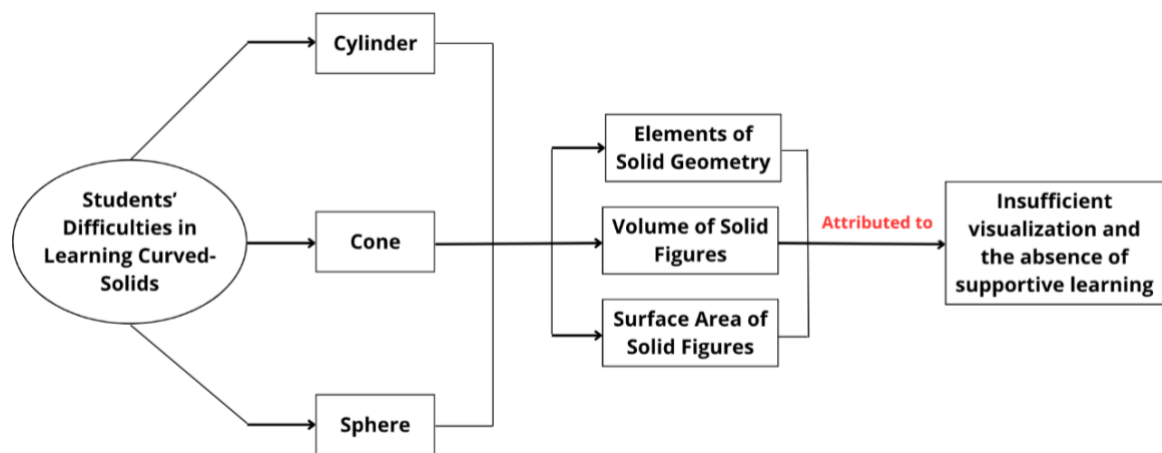 Students'
Difficulties in
Learning Curved-
Solids
Cylinder
Cone
Sphere
Elements of
Solid Geometry
Volume of Solid
Figures
Surface Area of
Solid Figures
Attributed to
Insufficient
visualization and
the absence of
supportive learning